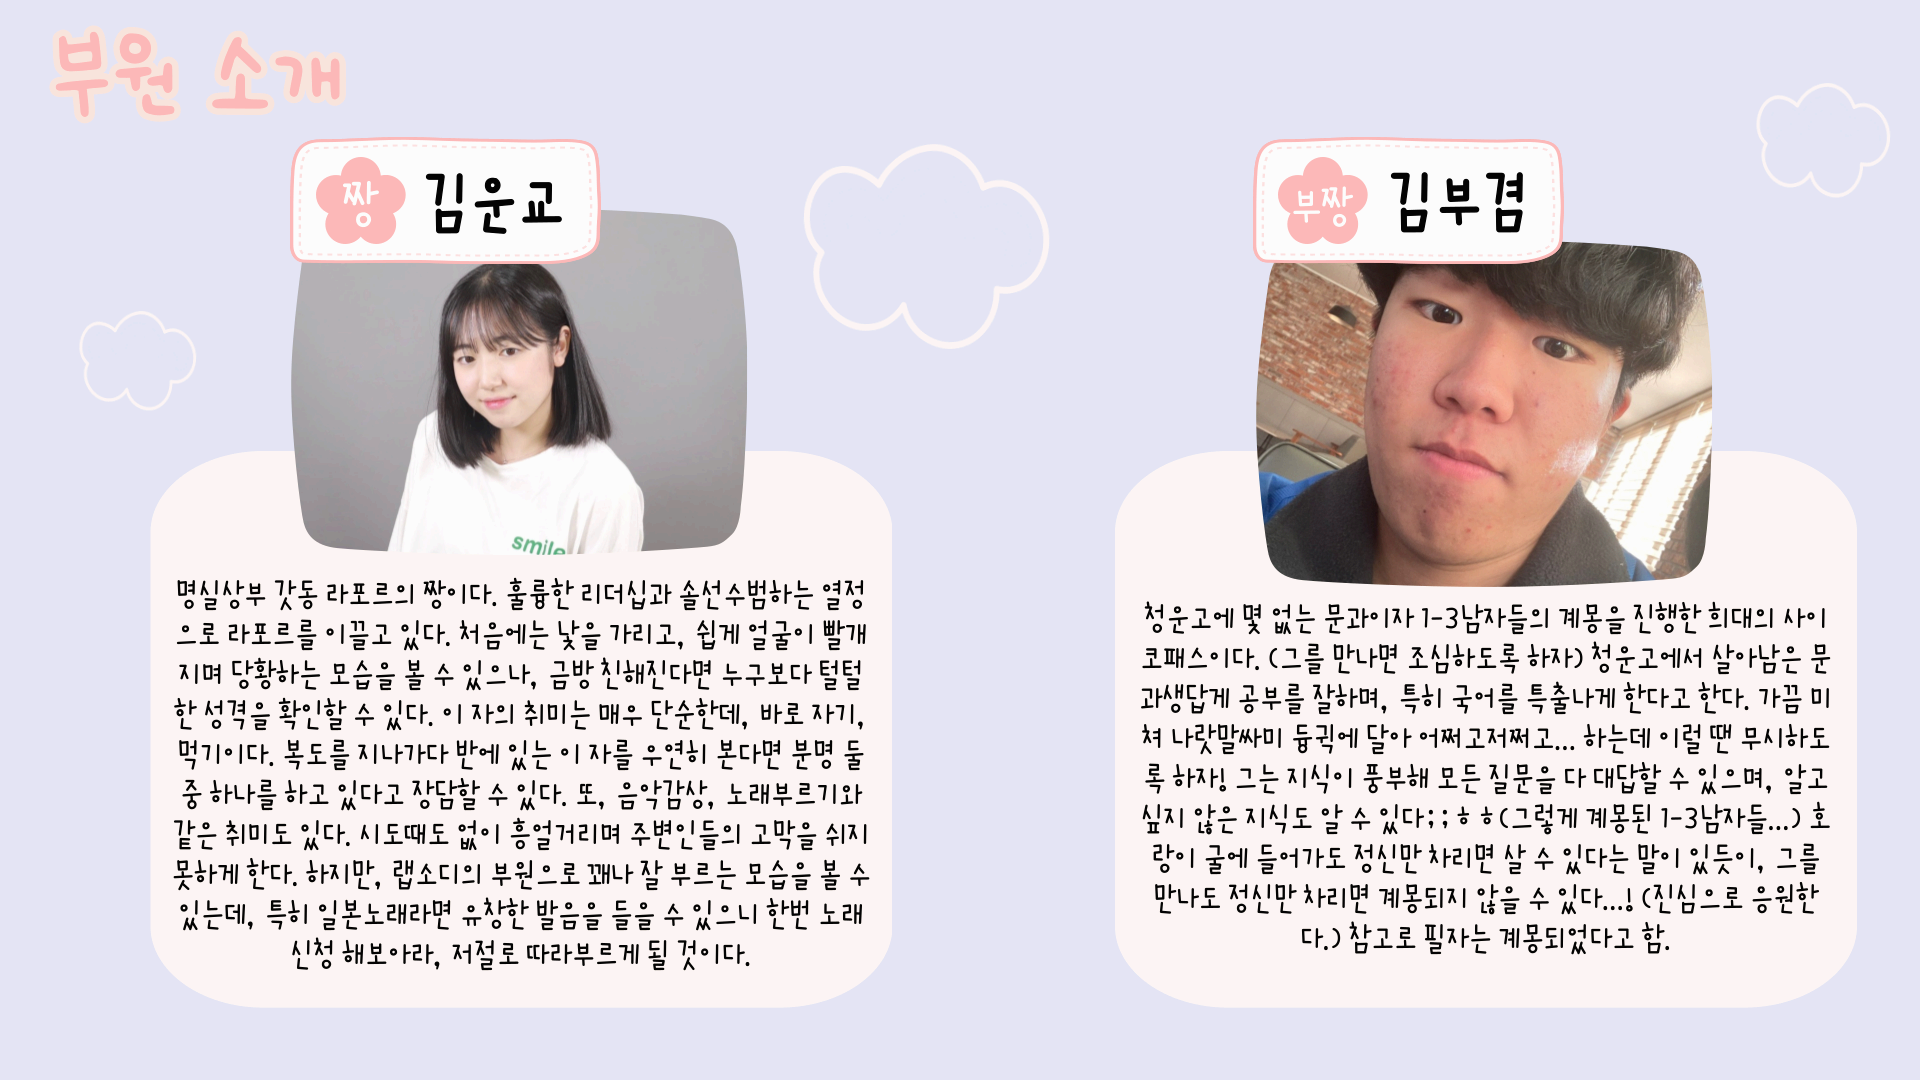 부원 소개
짱 김운교
smile
명실상부 갓동 라포르의 짱이다. 훌륭한 리더십과 솔선수범하는 열정
으로 라포르를 이끌고 있다. 처음에는 낯을 가리고, 쉽게 얼굴이 빨개
지며 당황하는 모습을 볼 수 있으나, 금방 친해진다면 누구보다 털털
한 성격을 확인할 수 있다. 이 자의 취미는 매우 단순한데, 바로 자기,
먹기이다. 복도를 지나가다 반에 있는 이 자를 우연히 본다면 분명 둘
중 하나를 하고 있다고 장담할 수 있다. 또, 음악감상, 노래부르기와
같은 취미도 있다. 시도때도 없이 흥얼거리며 주변인들의 고막을 쉬지
못하게 한다. 하지만, 랩소디의 부원으로 꽤나 잘 부르는 모습을 볼 수
있는데, 특히 일본노래라면 유창한 발음을 들을 수 있으니 한번 노래
신청 해보아라, 저절로 따라부르게 될 것이다.
부짱 김부겸
청운고에 몇 없는 문과이자 1-3남자들의 계몽을 진행한 희대의 사이
코패스이다. (그를 만나면 조심하도록 하자) 청운고에서 살아남은 문
과생답게 공부를 잘하며, 특히 국어를 특출나게 한다고 한다. 가끔 미
쳐 나랏말싸미 듕귁에 달아 어쩌고저쩌고... 하는데 이럴 땐 무시하도
록 하자! 그는 지식이 풍부해 모든 질문을 다 대답할 수 있으며, 알고
싶지 않은 지식도 알 수 있다;;ㅎㅎ(그렇게 계몽된 1-3남자들...) 호
랑이 굴에 들어가도 정신만 차리면 살 수 있다는 말이 있듯이, 그를
만나도 정신만 차리면 계몽되지 않을 수 있다...! (진심으로 응원한
다.) 참고로 필자는 계몽되었다고 함.